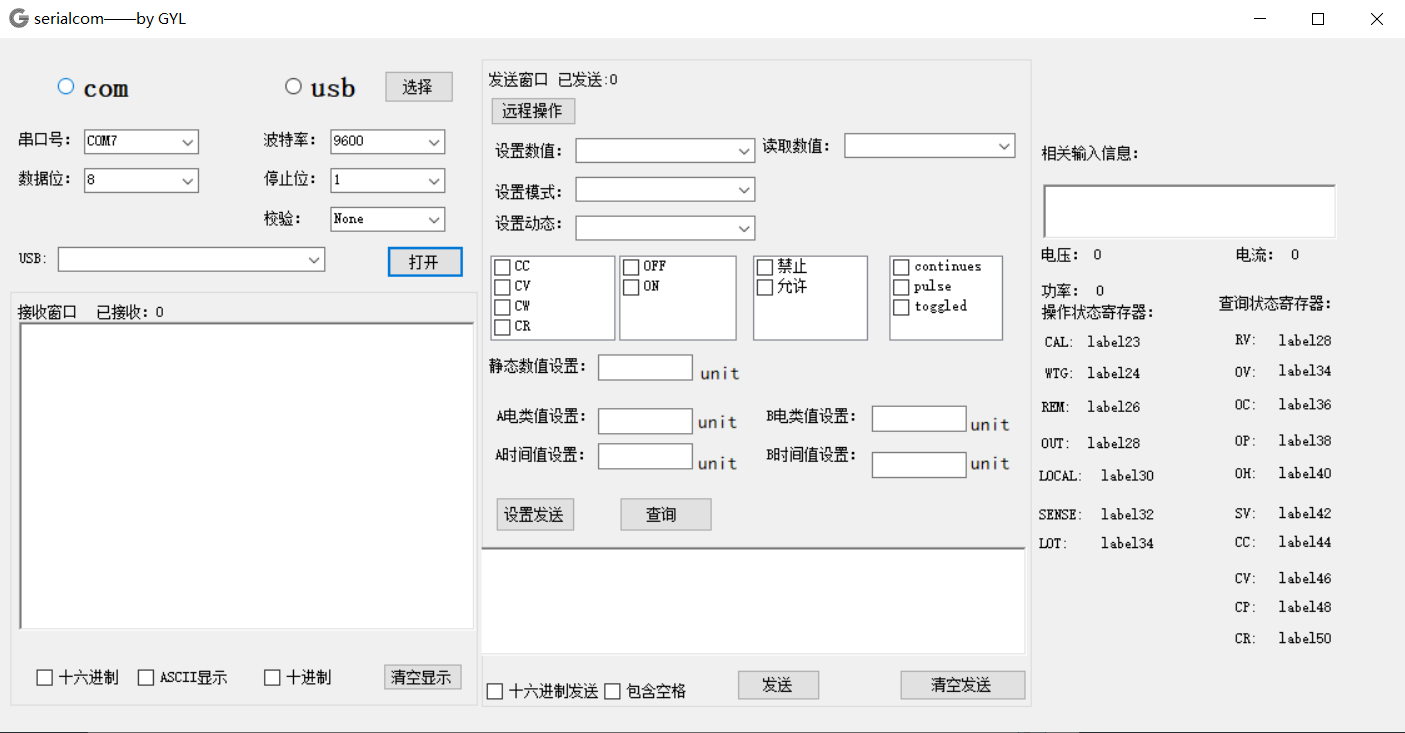 serialcom——by GYL
com
usb
选择
串口号：
COM7
波特率：
9600
数据位：
8
停止位：
1
校验：
None
USB:
打开
接收窗口 已接收：0
十六进制
ASCII显示
十进制
清空显示
发送窗口 已发送:0
远程操作
设置数值：
读取数值：
设置模式：
设置动态：
CC
CV
CW
CR
OFF
ON
禁止
允许
continues
pulse
toggled
静态数值设置：
unit
A电类值设置：
unit
B电类值设置：
unit
A时间值设置：
unit
B时间值设置：
unit
设置发送
查询
十六进制发送
包含空格
发送
清空发送
相关输入信息：
电压： 0
电流： 0
功率： 0
操作状态寄存器：
查询状态寄存器：
CAL: label23
WTG: label24
REM: label26
OUT: label28
LOCAL: label30
SENSE: label32
LOT: label34
RV: label28
OV: label34
OC: label36
OP: label38
OH: label40
SV: label42
CC: label44
CV: label46
CP: label48
CR: label50